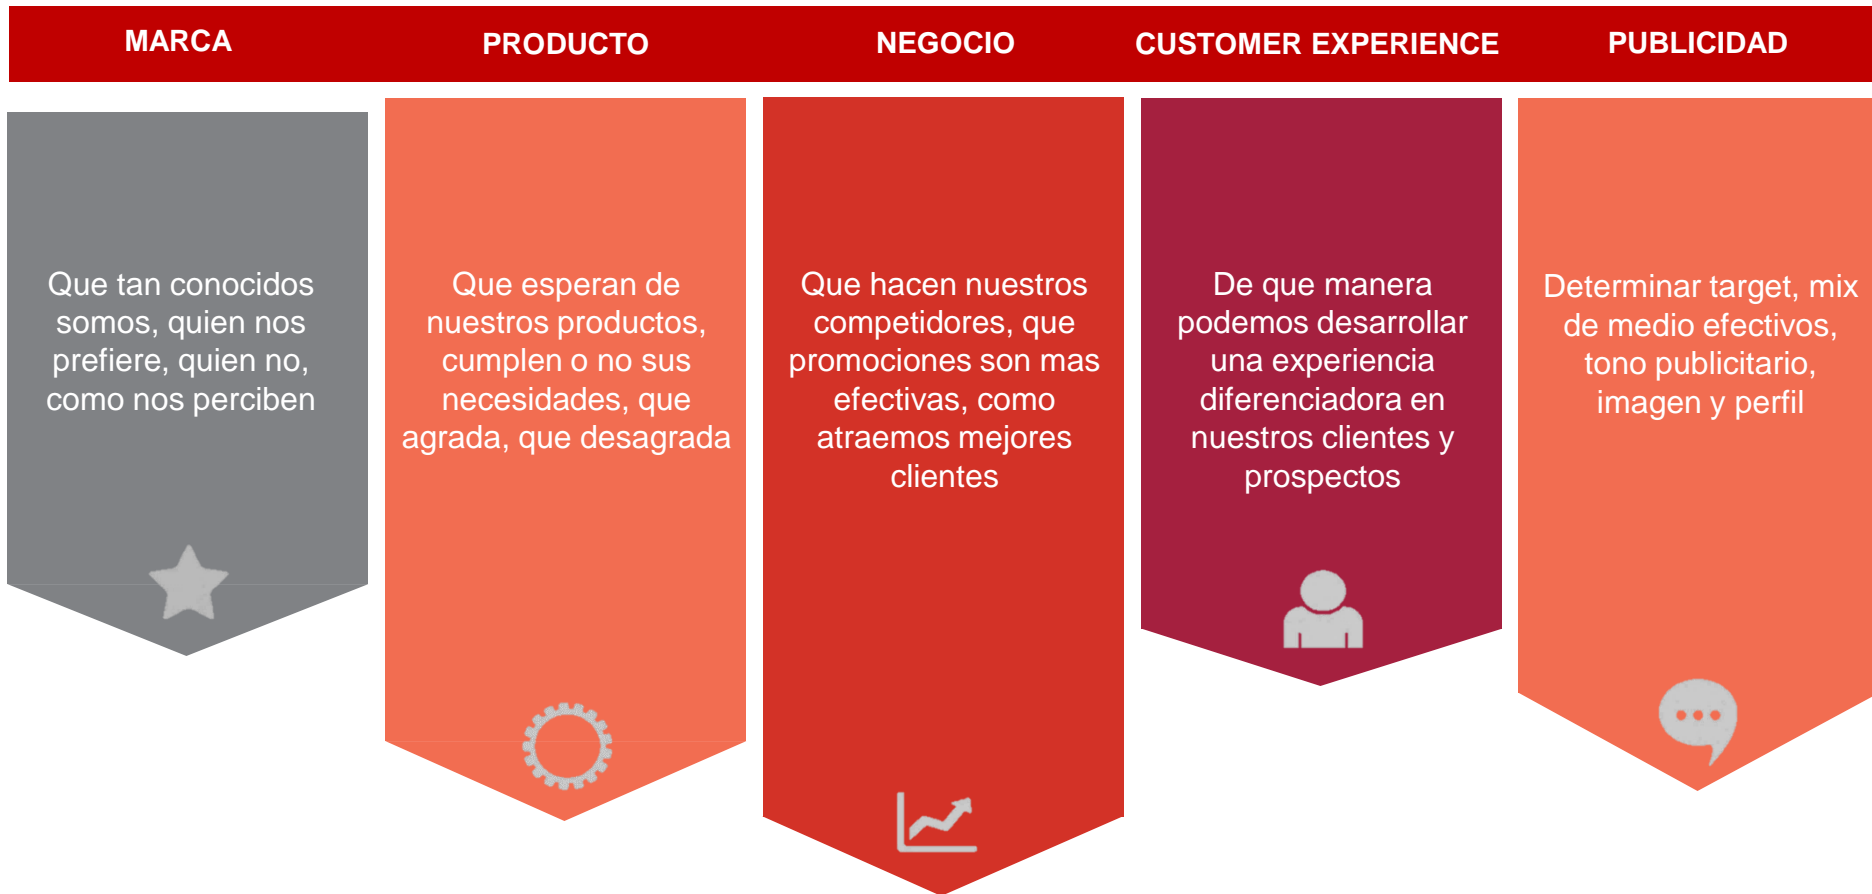 MARCA
PRODUCTO
NEGOCIO
CUSTOMER EXPERIENCE
PUBLICIDAD
Que tan conocidos
somos, quien nos
prefiere, quien no,
como nos perciben
Que esperan de
nuestros productos,
cumplen o no sus
necesidades, que
agrada, que desagrada
Que hacen nuestros
competidores, que
promociones son mas
efectivas, como
atraemos mejores
clientes
De que manera
podemos desarrollar
una experiencia
diferenciadora en
nuestros clientes y
prospectos
Determinar target, mix
de medio efectivos,
tono publicitario,
imagen y perfil